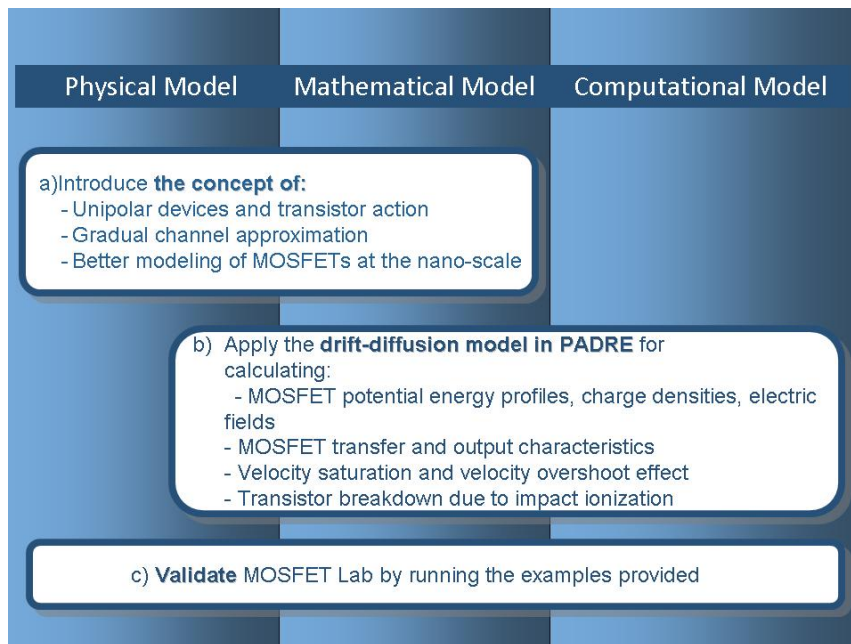 Physical Model Mathematical Model Computational Model
a)Introduce the concept of:
- Unipolar devices and transistor action
- Gradual channel approximation
- Better modeling of MOSFETs at the nano-scale
b) Apply the drift-diffusion model in PADRE for
calculating:
- MOSFET potential energy profiles, charge densities, electric
fields
- MOSFET transfer and output characteristics
- Velocity saturation and velocity overshoot effect
- Transistor breakdown due to impact ionization
c) Validate MOSFET Lab by running the examples provided